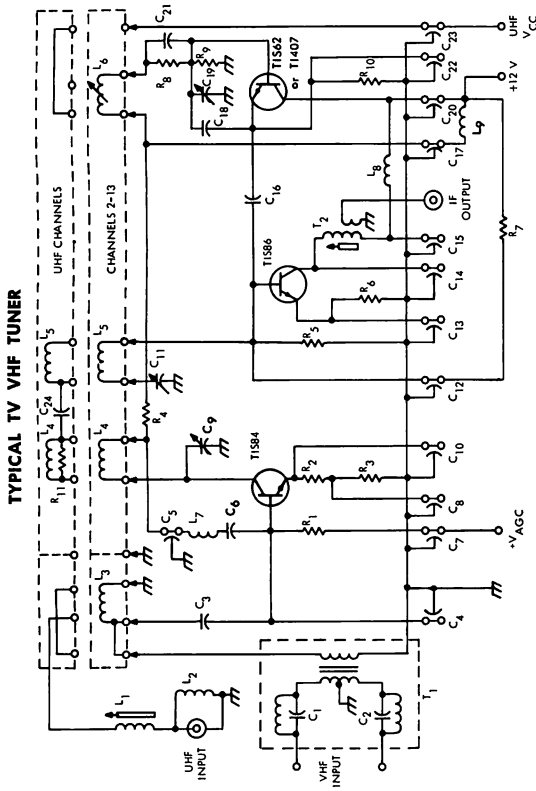 TYPICAL TV VHF TUNER
UHF CHANNELS
CHANNELS 2-13
L1
L2
UHF
INPUT
VHF
INPUT
C1
C2
T1
L3
C3
C4
R11
L4
C24
L5
L4
L5
C5
L7
C6
R1
C7
+VAGC
C8
R2
R3
C10
TIS84
C9
R4
C11
R5
C12
C13
R6
C14
C15
TIS86
T2
IF
OUTPUT
L8
C16
C17
L9
C20
+12 V
R7
L6
C21
R8
R9
C19
C18
TIS62
or
TI407
R10
C22
C23
UHF
VCC